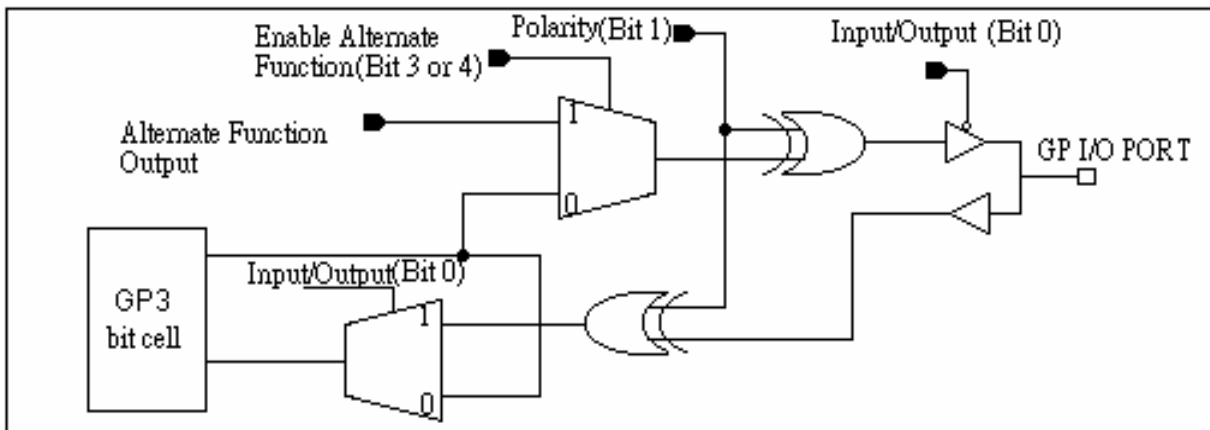 Enable Alternate
Function(Bit 3 or 4)
Polarity(Bit 1)
Input/Output (Bit 0)
1
Alternate Function
Output
GP I/O PORT
0
Input/Output(Bit 0)
GP3
bit cell
1
0